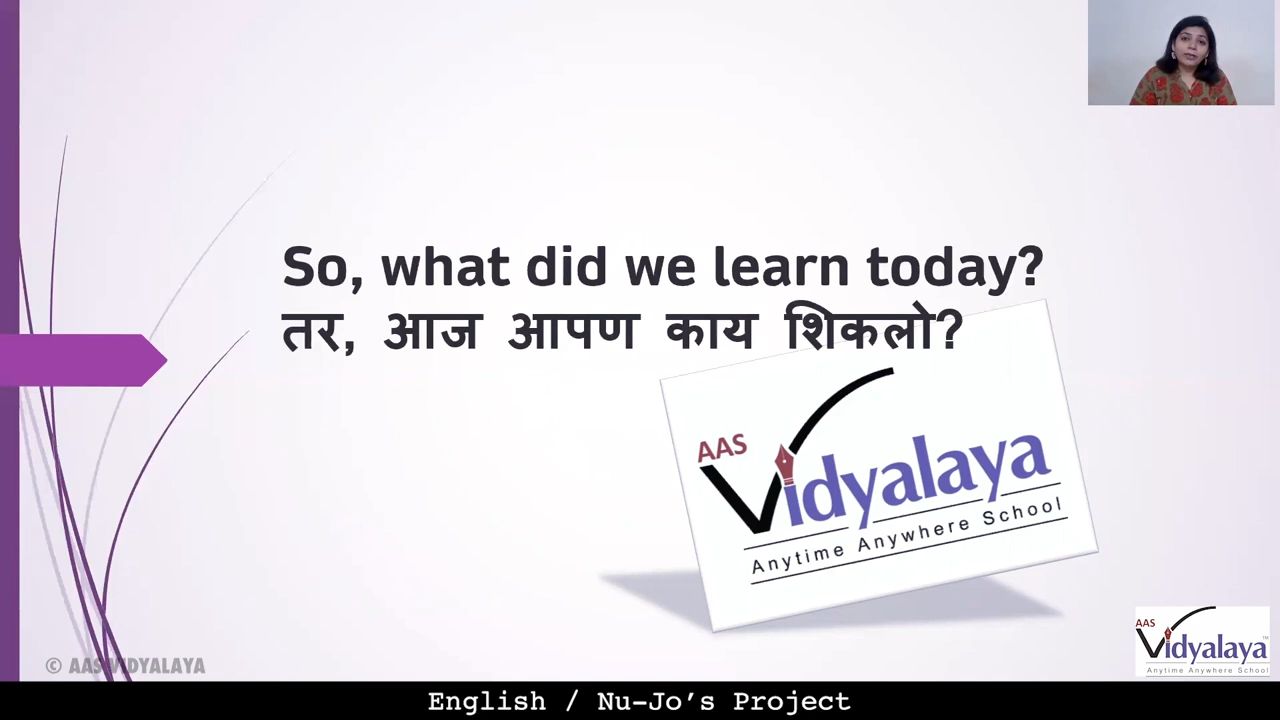 So, what did we learn today?
तर, आज आपण काय शिकलो?
AAS
Vidyalaya
Anytime Anywhere School
AAS
Vidyalaya TM
Anytime Anywhere School
© AAS VIDYALAYA
English / Nu-Jo’s Project